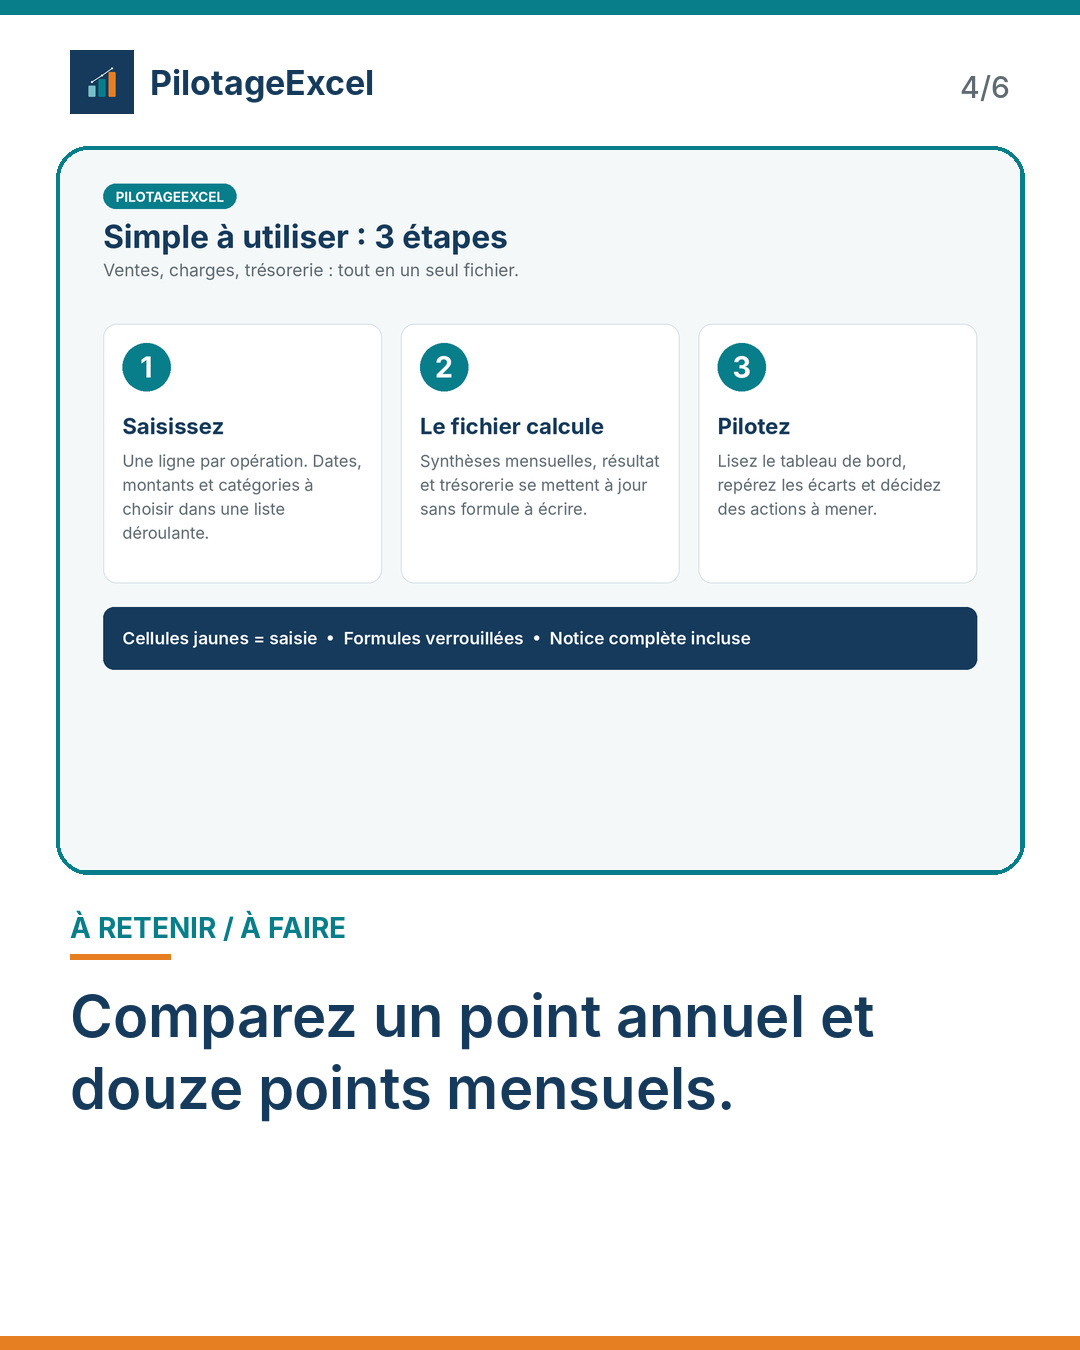 PilotageExcel
4/6
PILOTAGEEXCEL
Simple à utiliser : 3 étapes
Ventes, charges, trésorerie : tout en un seul fichier.
1
Saisissez
Une ligne par opération. Dates,
montants et catégories à
choisir dans une liste
déroulante.
2
Le fichier calcule
Synthèses mensuelles, résultat
et trésorerie se mettent à jour
sans formule à écrire.
3
Pilotez
Lisez le tableau de bord,
repérez les écarts et décidez
des actions à mener.
Cellules jaunes = saisie • Formules verrouillées • Notice complète incluse
À RETENIR / À FAIRE
Comparez un point annuel et
douze points mensuels.